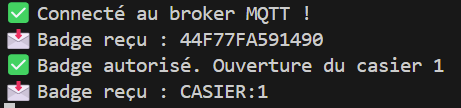 ✅ Connecté au broker MQTT !
📩 Badge reçu : 44F77FA591490
✅ Badge autorisé. Ouverture du casier 1
📩 Badge reçu : CASIER:1